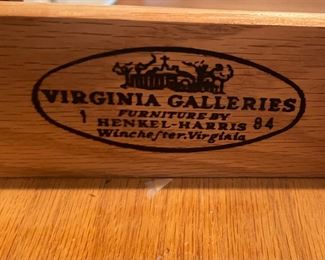 VIRGINIA GALLERIES
FURNITURE BY
1 HENKEL-HARRIS 84
Winchester, Virginia